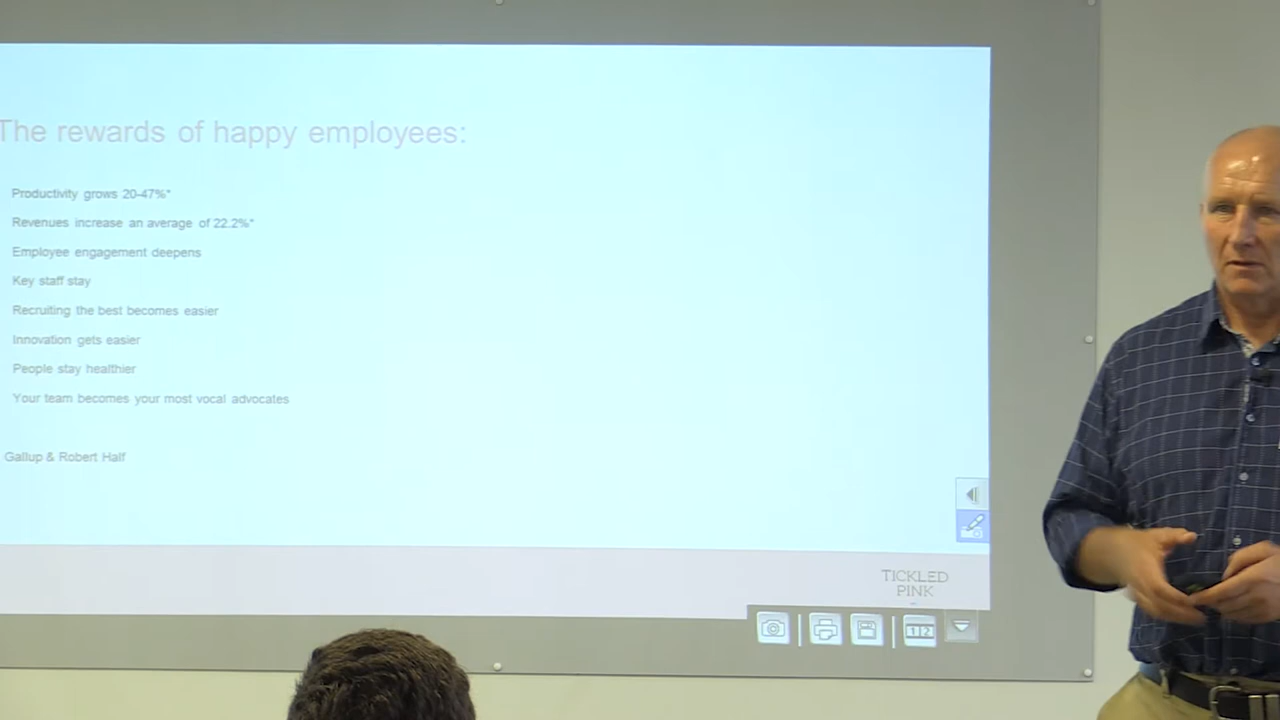 The rewards of happy employees:
Productivity grows 20-47%*
Revenues increase an average of 22.2%*
Employee engagement deepens
Key staff stay
Recruiting the best becomes easier
Innovation gets easier
People stay healthier
Your team becomes your most vocal advocates
Gallup & Robert Half
TICKLED
PINK
1 2